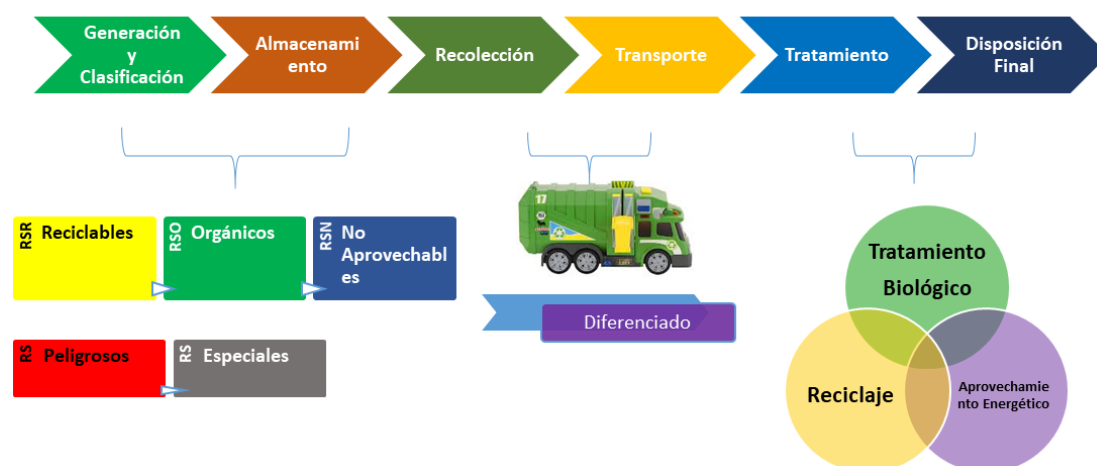 Generación
y
Clasificación
Almacenami
ento
Recolección
Transporte
Tratamiento
Disposición
Final
RSR
Reciclables
RSO
Orgánicos
RSN
No
Aprovechabl
es
17
Diferenciado
RS
Peligrosos
RS
Especiales
Tratamiento
Biológico
Reciclaje
Aprovechamie
nto Energético